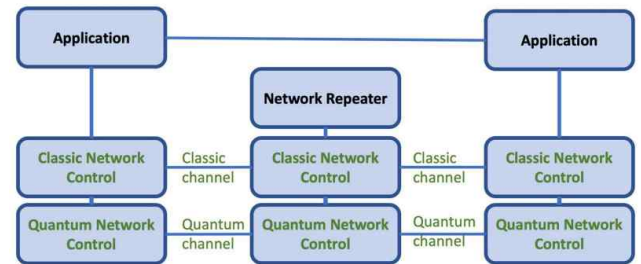 Application
Application
Network Repeater
Classic Network
Control
Classic
channel
Classic Network
Control
Classic
channel
Classic Network
Control
Quantum Network
Control
Quantum
channel
Quantum Network
Control
Quantum
channel
Quantum Network
Control